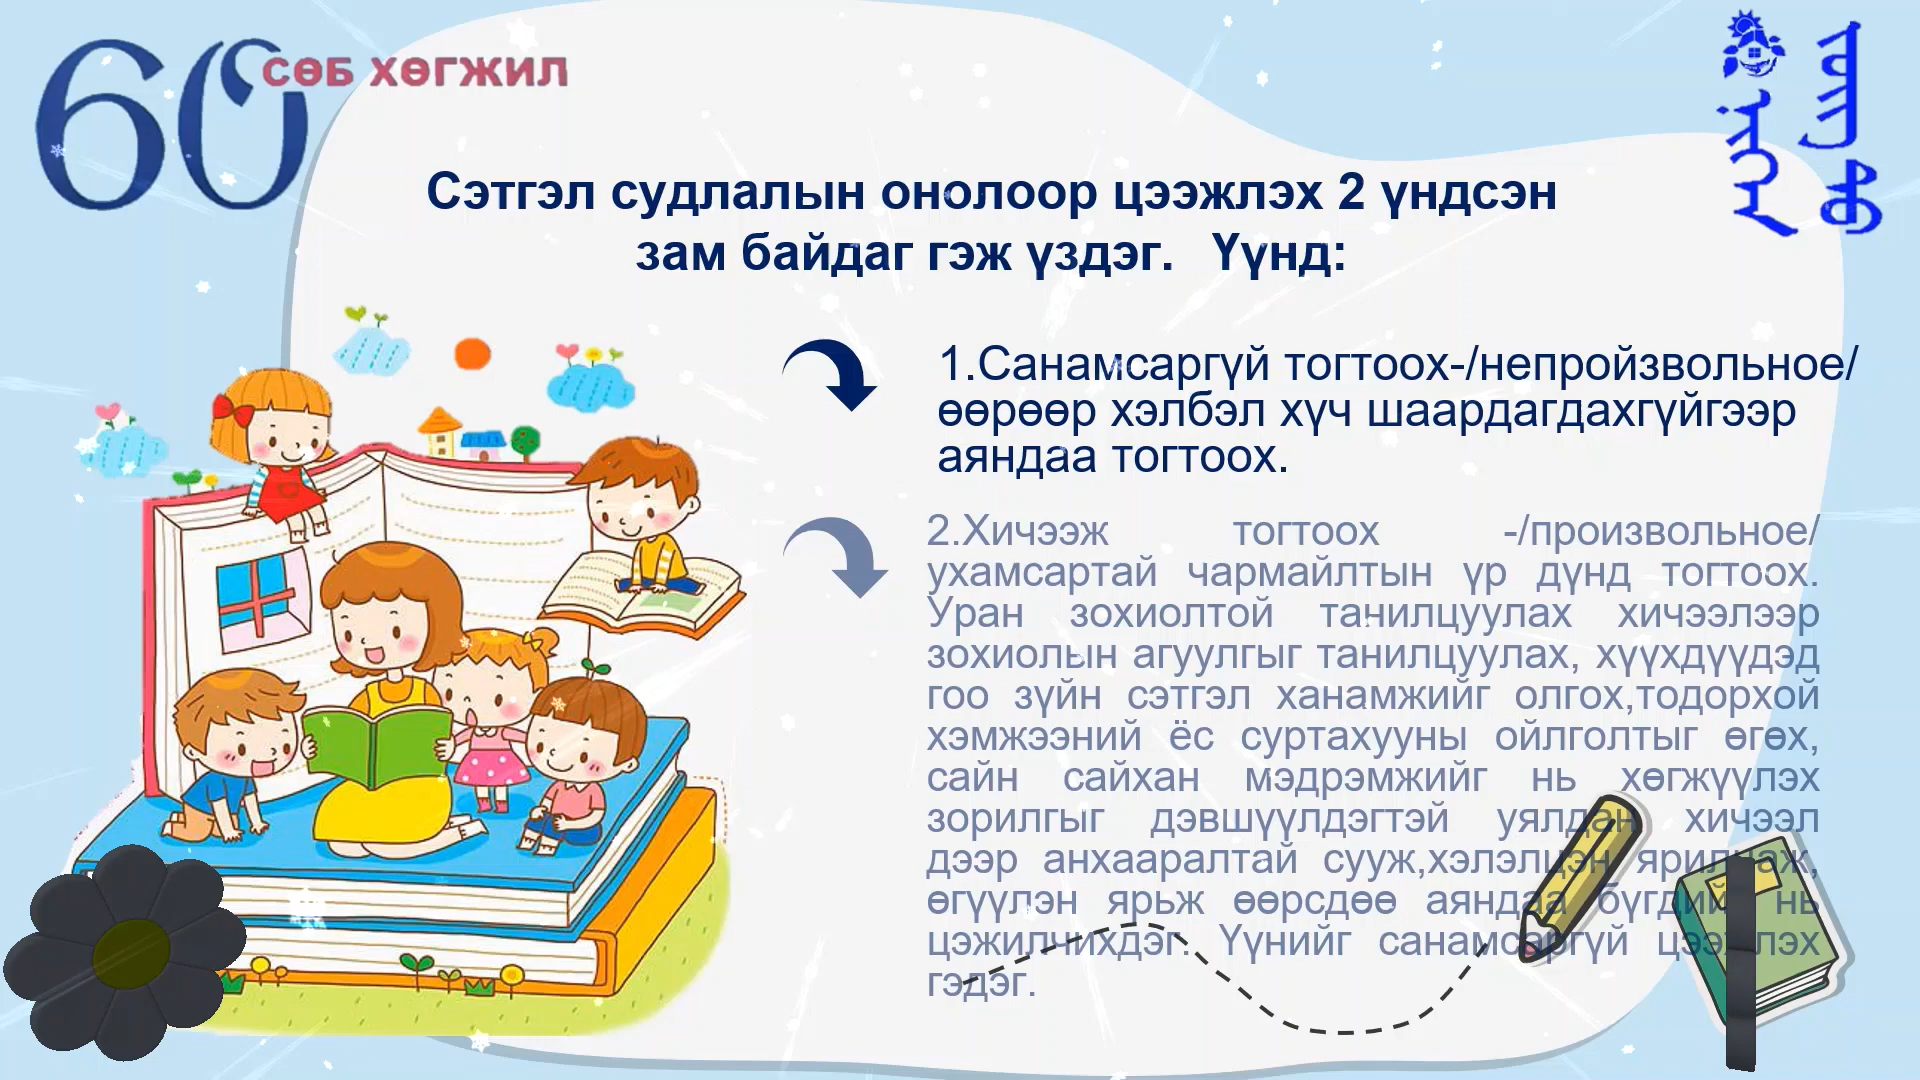 60
СӨБ ХӨГЖИЛ
Сэтгэл судлалын онолоор цээжлэх 2 үндсэн
зам байдаг гэж үздэг. Үүнд:
1.Санамсаргүй тогтоох-/непройзвольное/
өөрөөр хэлбэл хүч шаардагдахгүйгээр
аяндаа тогтоох.
2.Хичээж тогтоох -/произвольное/
ухамсартай чармайлтын үр дүнд тогтоох.
Уран зохиолтой танилцуулах хичээлээр
зохиолын агуулгыг танилцуулах, хүүхдүүдэд
гоо зүйн сэтгэл ханамжийг олгох,тодорхой
хэмжээний ёс суртахууны ойлголтыг өгөх,
сайн сайхан мэдрэмжийг нь хөгжүүлэх
зорилгыг дэвшүүлдэгтэй уялдан хичээл
дээр анхааралтай сууж,хэлэлцэн ярилцаж,
өгүүлэн ярьж өөрсдөө аяндаа бүгдийг нь
цэжилчихдэг. Үүнийг санамсаргүй цээжлэх
гэдэг.